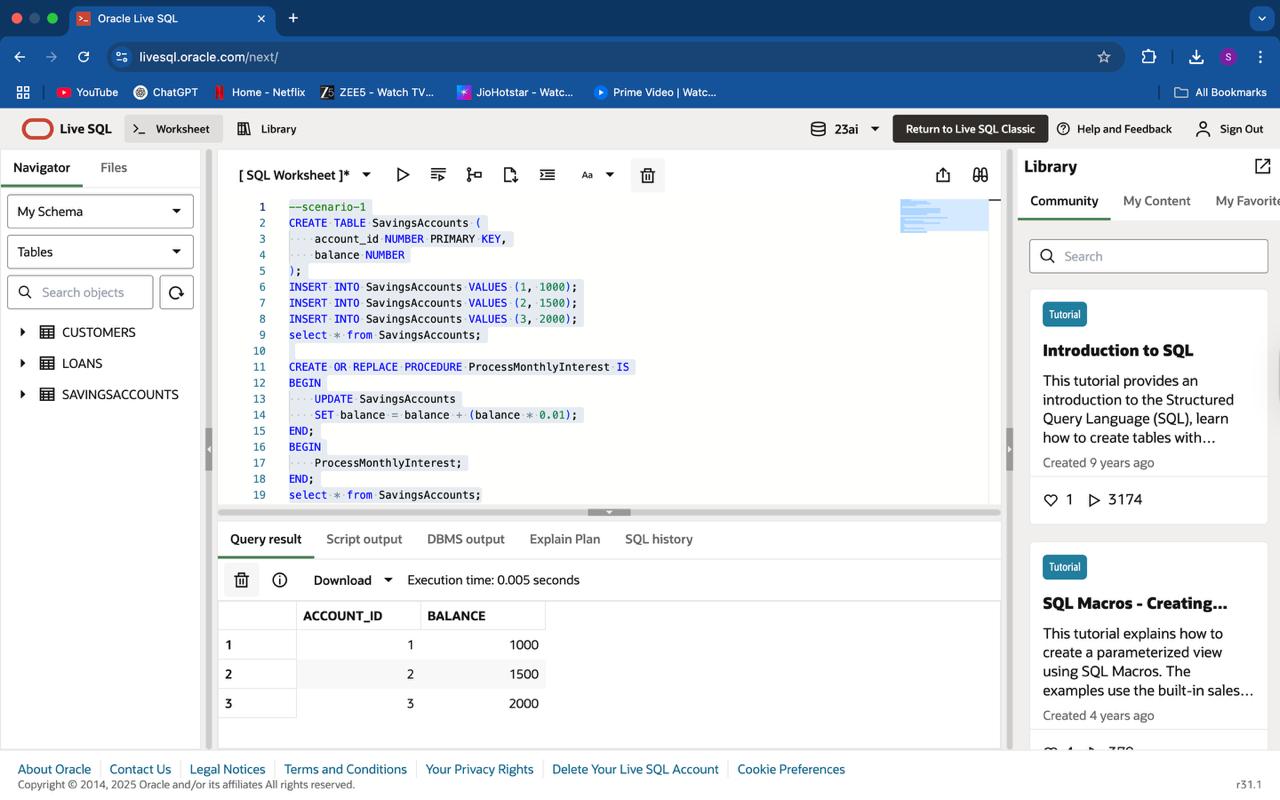 Oracle Live SQL
livesql.oracle.com/next/
S
YouTube
ChatGPT
Home - Netflix
ZEE5 - Watch TV...
JioHotstar - Watc...
Prime Video | Watc...
All Bookmarks
Live SQL
Worksheet
Library
23ai
Return to Live SQL Classic
Help and Feedback
Sign Out
Navigator
Files
My Schema
Tables
Search objects
CUSTOMERS
LOANS
SAVINGSACCOUNTS
[ SQL Worksheet ]*
Aa
1 --scenario-1
2 CREATE TABLE SavingsAccounts (
3 account_id NUMBER PRIMARY KEY,
4 balance NUMBER
5 );
6 INSERT INTO SavingsAccounts VALUES (1, 1000);
7 INSERT INTO SavingsAccounts VALUES (2, 1500);
8 INSERT INTO SavingsAccounts VALUES (3, 2000);
9 select * from SavingsAccounts;
10
11 CREATE OR REPLACE PROCEDURE ProcessMonthlyInterest IS
12 BEGIN
13 UPDATE SavingsAccounts
14 SET balance = balance + (balance * 0.01);
15 END;
16 BEGIN
17 ProcessMonthlyInterest;
18 END;
19 select * from SavingsAccounts;
Query result
Script output
DBMS output
Explain Plan
SQL history
Download
Execution time: 0.005 seconds
ACCOUNT_ID BALANCE
1 1 1000
2 2 1500
3 3 2000
Library
Community
My Content
My Favorite
Search
Tutorial
Introduction to SQL
This tutorial provides an
introduction to the Structured
Query Language (SQL), learn
how to create tables with...
Created 9 years ago
1 3174
Tutorial
SQL Macros - Creating...
This tutorial explains how to
create a parameterized view
using SQL Macros. The
examples use the built-in sales...
Created 4 years ago
About Oracle
Contact Us
Legal Notices
Terms and Conditions
Your Privacy Rights
Delete Your Live SQL Account
Cookie Preferences
Copyright © 2014, 2025 Oracle and/or its affiliates All rights reserved.
r31.1